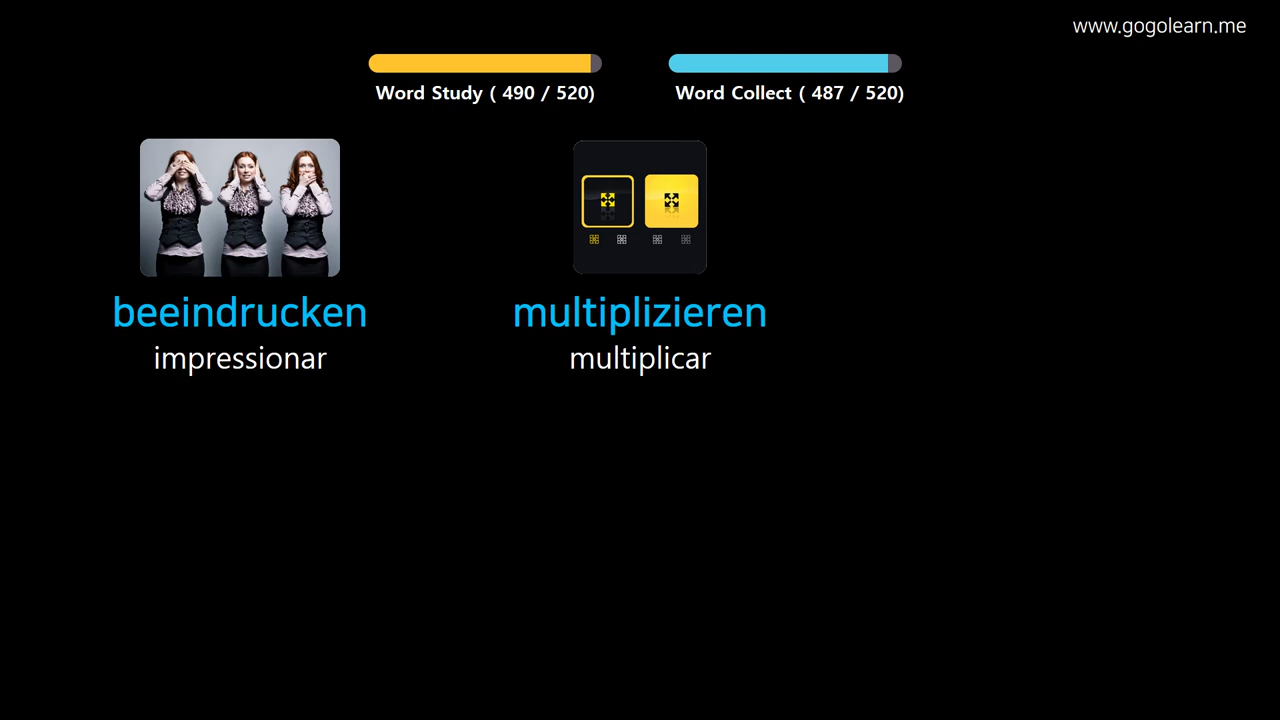 www.gogolearn.me
Word Study ( 490 / 520)
Word Collect ( 487 / 520)
beeindrucken
impressionar
multiplizieren
multiplicar